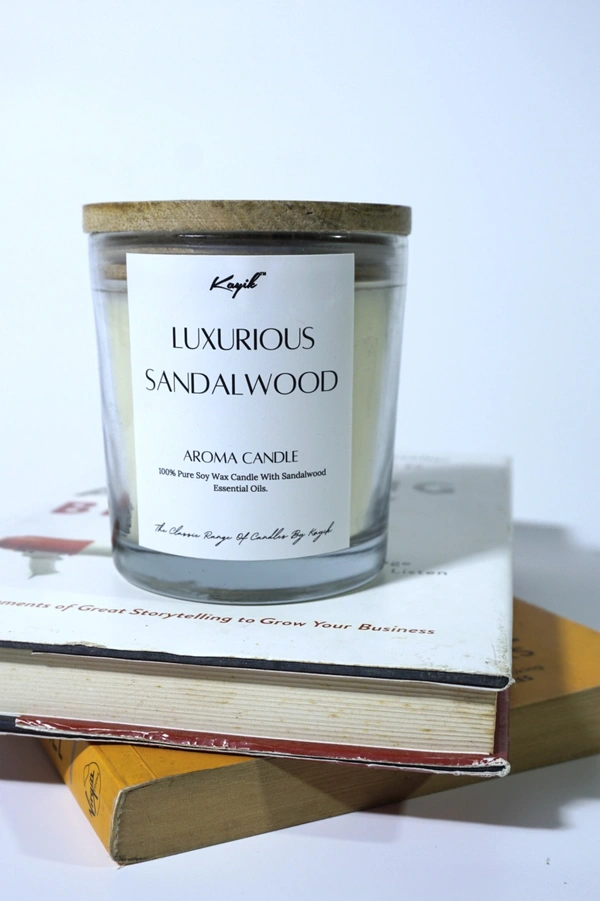 Kayik™
LUXURIOUS
SANDALWOOD
AROMA CANDLE
100% Pure Soy Wax Candle With Sandalwood
Essential Oils.
The Classic Range Of Candles By Kayik
Listen
ments of Great Storytelling to Grow Your Business